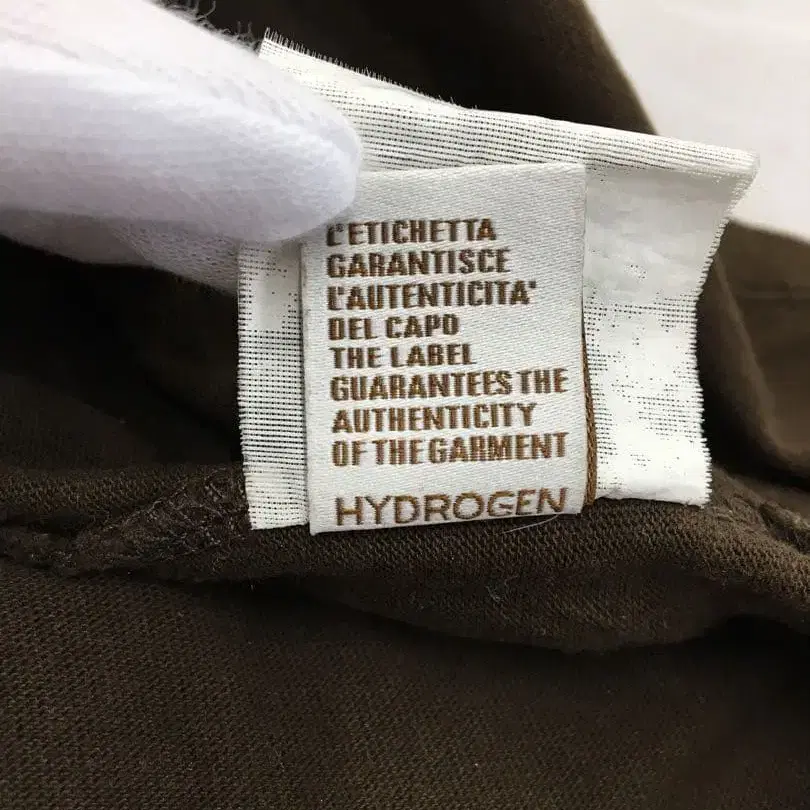 L'ETICHETTA
GARANTISCE
L'AUTENTICITA'
DEL CAPO
THE LABEL
GUARANTEES THE
AUTHENTICITY
OF THE GARMENT
HYDROGEN